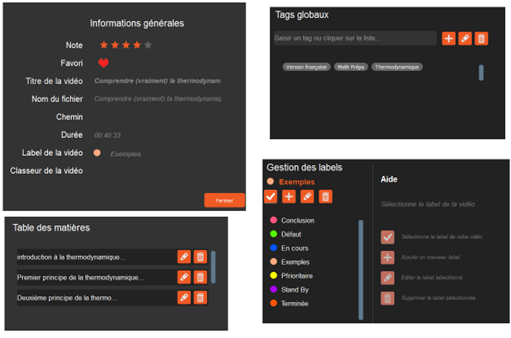 Informations générales
Note
Favori
Titre de la vidéo Comprendre (vraiment) la thermodynam
Nom du fichier Comprendre (vraiment) la thermodynamiq
Chemin
Durée 00:40:33
Label de la vidéo Exemples
Classeur de la vidéo
Fermer
Tags globaux
Saisir un tag ou cliquer sur la liste...
Version française Math Prépa Thermodynamique
Table des matières
ntroduction à la thermodynamique...
Premier principe de la thermodynamique...
Deuxième principe de la thermo...
Gestion des labels
Exemples
Conclusion
Défaut
En cours
Exemples
PFrioritaire
Stand By
Terminée
Aide
Sélectionne le label de la vidéo
Sélectionne le label de votre vidéo
Ajouter un nouveau label
Editer le label sélectionné
Supprimer le label sélectionnée